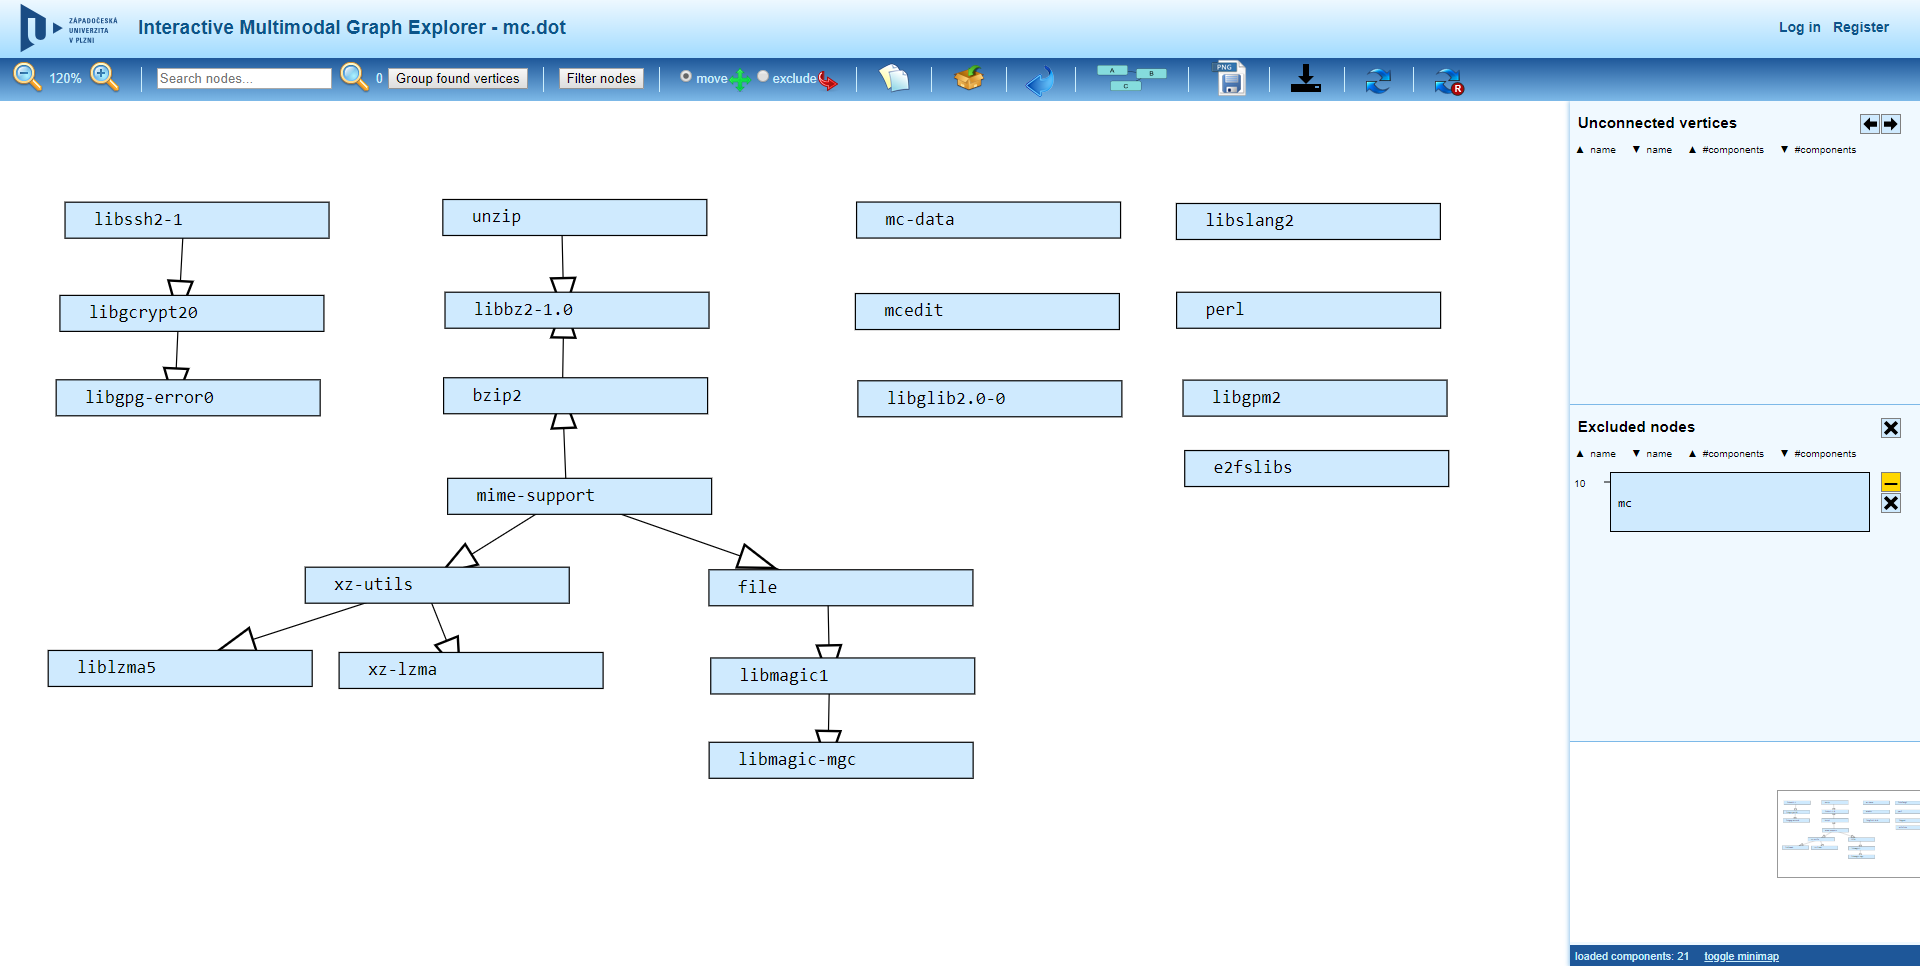 ZÁPADOČESKÁ
UNIVERZITA
V PLZNI
Interactive Multimodal Graph Explorer - mc.dot
Log in Register
120% Search nodes... 0 Group found vertices Filter nodes move exclude
A B C
PNG
R
Unconnected vertices
▲ name ▼ name ▲ #components ▼ #components
libssh2-1
unzip
mc-data
libslang2
libgcrypt20
libbz2-1.0
mcedit
perl
libgpg-error0
bzip2
libglib2.0-0
libgpm2
mime-support
e2fslibs
xz-utils
file
liblzma5
xz-lzma
libmagic1
libmagic-mgc
Excluded nodes
▲ name ▼ name ▲ #components ▼ #components
10
mc
loaded components: 21 toggle minimap